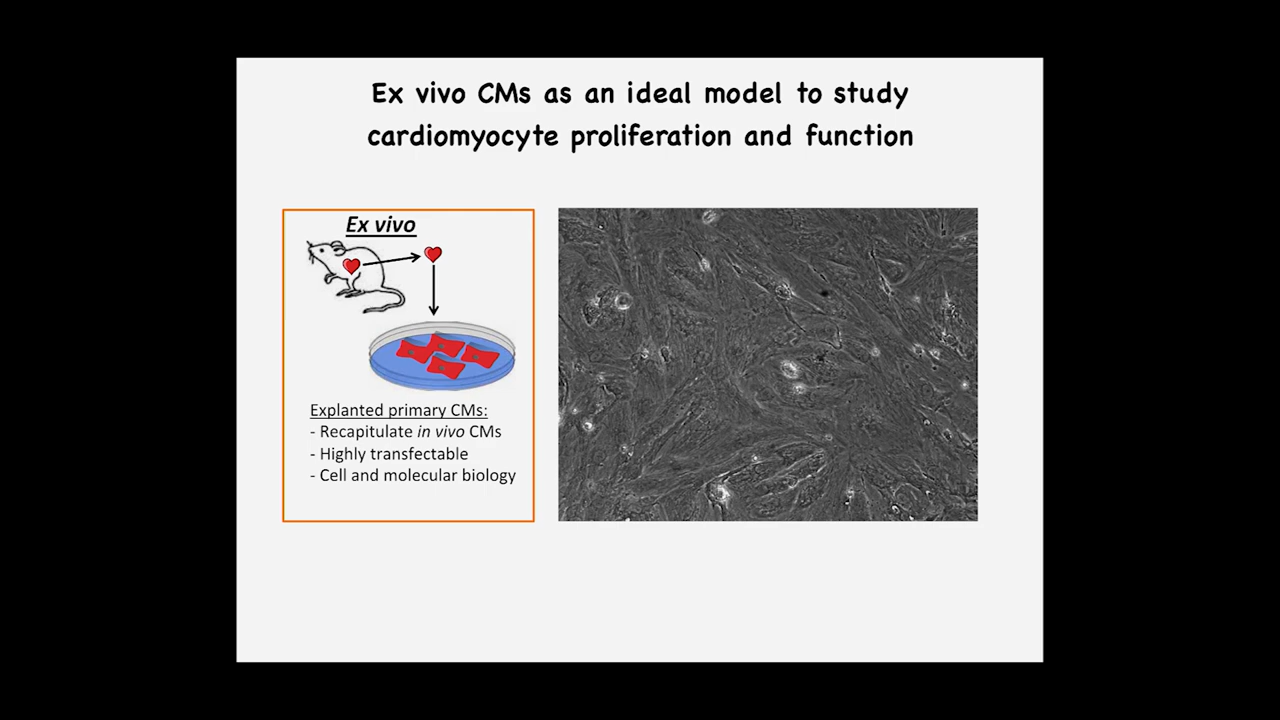 Ex vivo CMs as an ideal model to study
cardiomyocyte proliferation and function
Ex vivo
Explanted primary CMs:
- Recapitulate in vivo CMs
- Highly transfectable
- Cell and molecular biology